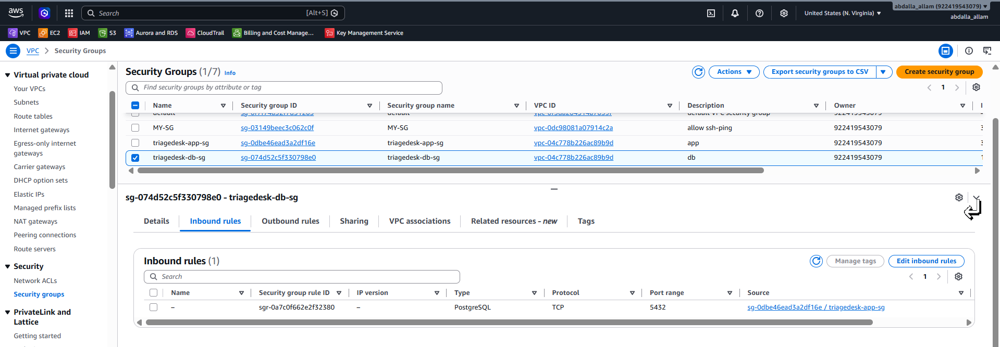 aws
Search
[Alt+S]
United States (N. Virginia)
abdalla_allam (922419543079)
abdalla_allam
VPC
EC2
IAM
S3
Aurora and RDS
CloudTrail
Billing and Cost Manage...
Key Management Service
VPC
Security Groups
Virtual private cloud
Your VPCs
Subnets
Route tables
Internet gateways
Egress-only internet
gateways
Carrier gateways
DHCP option sets
Elastic IPs
Managed prefix lists
NAT gateways
Peering connections
Route servers
Security
Network ACLs
Security groups
PrivateLink and
Lattice
Getting started
Security Groups (1/7) Info
Actions
Export security groups to CSV
Create security group
Find security groups by attribute or tag
1
Name Security group ID Security group name VPC ID Description Owner
default default default VPC security group 922419543079
MY-SG sg-03149beec3c062c0f MY-SG vpc-0dc98081a07914c2a allow ssh-ping 922419543079
triagedesk-app-sg sg-0dbe46ead3a2df16e triagedesk-app-sg vpc-04c778b226ac89b9d app 922419543079
triagedesk-db-sg sg-074d52c5f330798e0 triagedesk-db-sg vpc-04c778b226ac89b9d db 922419543079
sg-074d52c5f330798e0 - triagedesk-db-sg
Details Inbound rules Outbound rules Sharing VPC associations Related resources - new Tags
Inbound rules (1)
Manage tags
Edit inbound rules
Search
1
Name Security group rule ID IP version Type Protocol Port range Source
– sgr-0a7c0f662e2f32380 – PostgreSQL TCP 5432 sg-0dbe46ead3a2df16e / triagedesk-app-sg